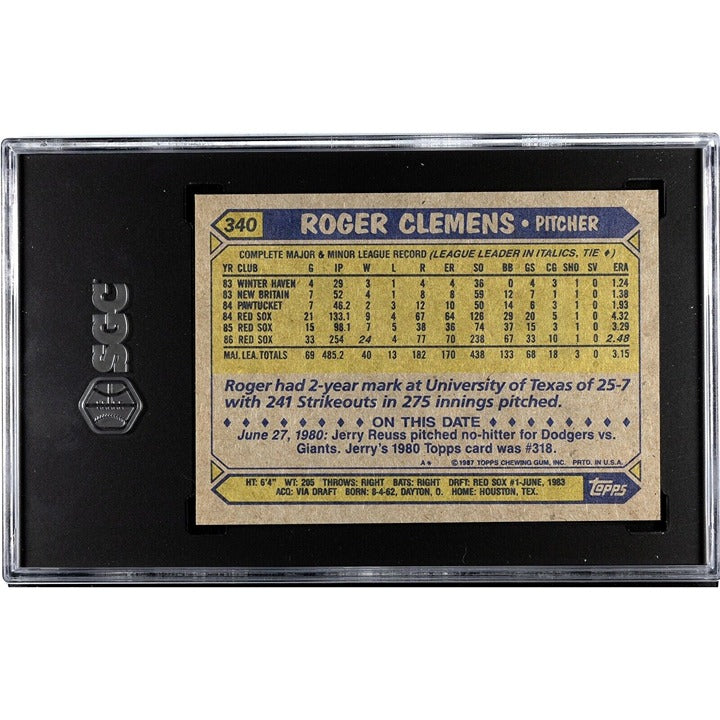 SGC
340 ROGER CLEMENS • PITCHER
COMPLETE MAJOR & MINOR LEAGUE RECORD (LEAGUE LEADER IN ITALICS, TIE ♦)
YR CLUB G IP W L R ER SO BB GS CG SHO SV ERA
83 WINTER HAVEN 4 29 3 1 4 4 36 0 4 3 1 0 1.24
83 NEW BRITAIN 7 52 4 1 8 8 59 12 7 1 1 0 1.38
84 PAWTUCKET 7 46.2 2 3 12 10 50 14 6 3 1 0 1.93
84 RED SOX 21 133.1 9 4 67 64 126 29 20 5 1 0 4.32
85 RED SOX 15 98.1 7 5 38 36 74 37 15 3 1 0 3.29
86 RED SOX 33 254 24 4 77 70 238 67 33 10 1 0 2.48
MAJ. LEA. TOTALS 69 485.2 40 13 182 170 438 133 68 18 3 0 3.15
Roger had 2-year mark at University of Texas of 25-7
with 241 Strikeouts in 275 innings pitched.
♦ ♦ ♦ ♦ ♦ ♦ ♦ ♦ ON THIS DATE ♦ ♦ ♦ ♦ ♦ ♦ ♦ ♦
June 27, 1980: Jerry Reuss pitched no-hitter for Dodgers vs.
Giants. Jerry's 1980 Topps card was #318.
A* ©1987 TOPPS CHEWING GUM, INC. PRTD. IN U.S.A.
HT: 6'4" WT: 205 THROWS: RIGHT BATS: RIGHT DRFT: RED SOX #1-JUNE, 1983
ACQ: VIA DRAFT BORN: 8-4-62, DAYTON, O. HOME: HOUSTON, TEX.
topps